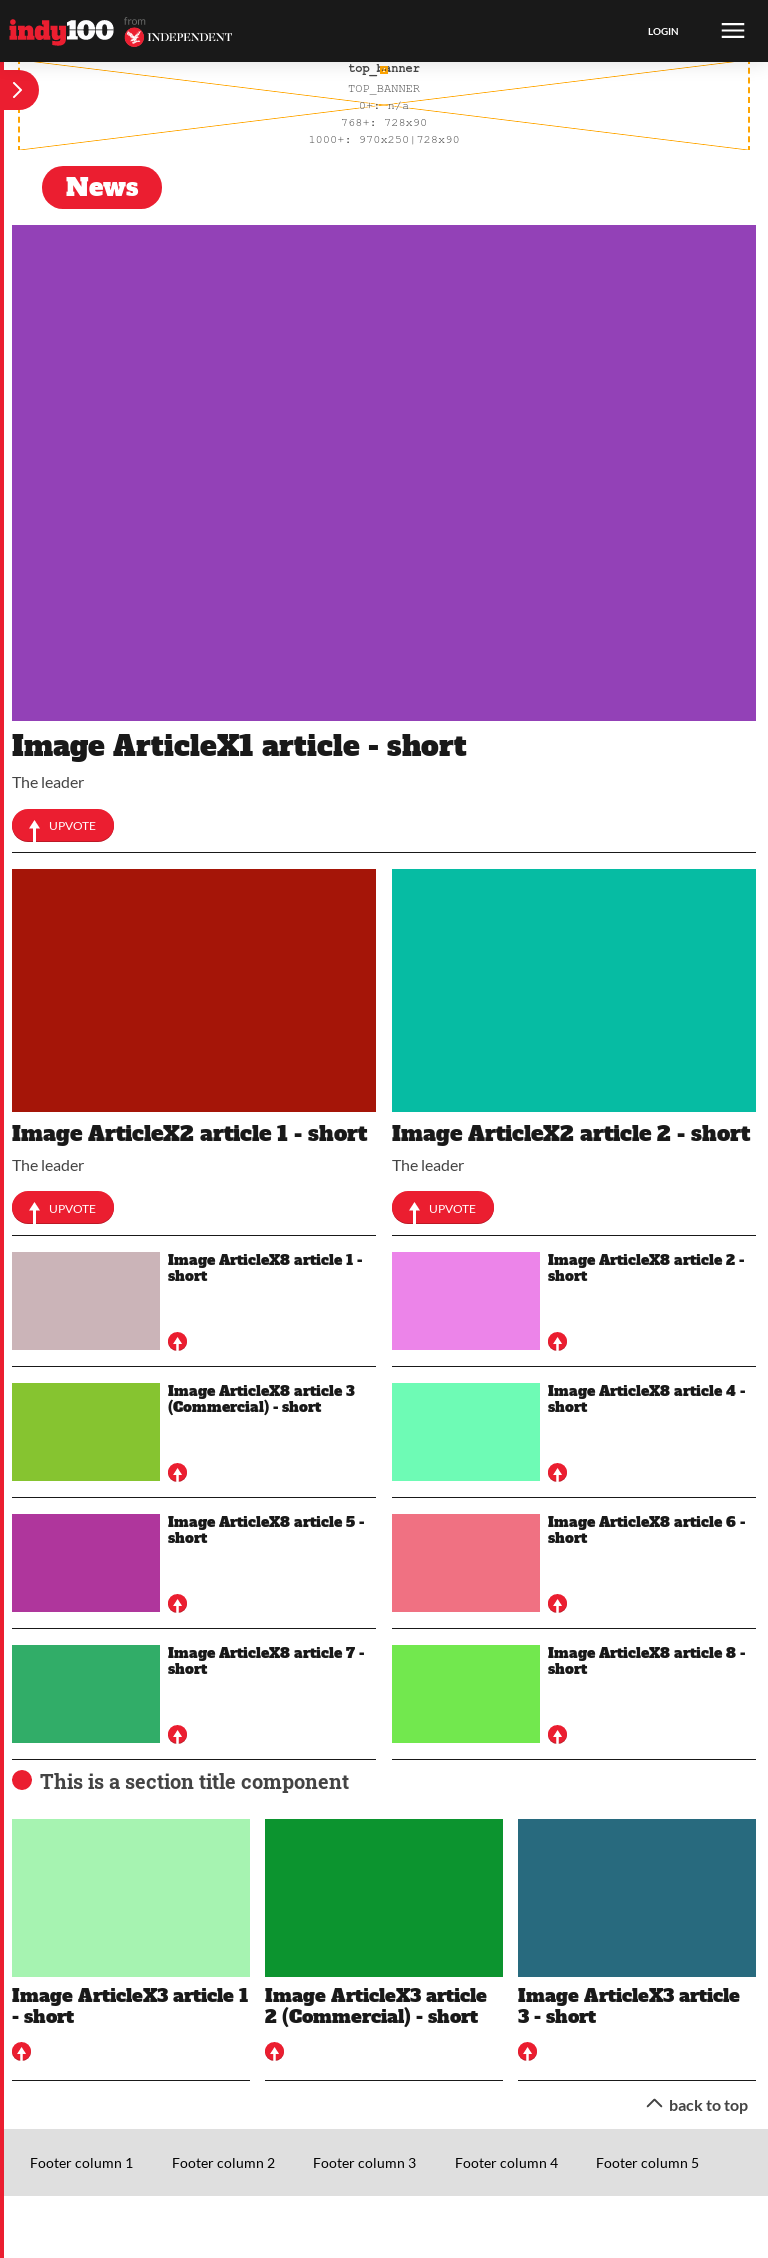 indy100
from
INDEPENDENT
LOGIN
top_banner
TOP_BANNER
0+: n/a
768+: 728x90
1000+: 970x250|728x90
News
Image ArticleX1 article - short
The leader
UPVOTE
Image ArticleX2 article 1 - short
The leader
UPVOTE
Image ArticleX2 article 2 - short
The leader
UPVOTE
Image ArticleX8 article 1 -
short
Image ArticleX8 article 2 -
short
Image ArticleX8 article 3
(Commercial) - short
Image ArticleX8 article 4 -
short
Image ArticleX8 article 5 -
short
Image ArticleX8 article 6 -
short
Image ArticleX8 article 7 -
short
Image ArticleX8 article 8 -
short
This is a section title component
Image ArticleX3 article 1
- short
Image ArticleX3 article
2 (Commercial) - short
Image ArticleX3 article
3 - short
back to top
Footer column 1
Footer column 2
Footer column 3
Footer column 4
Footer column 5